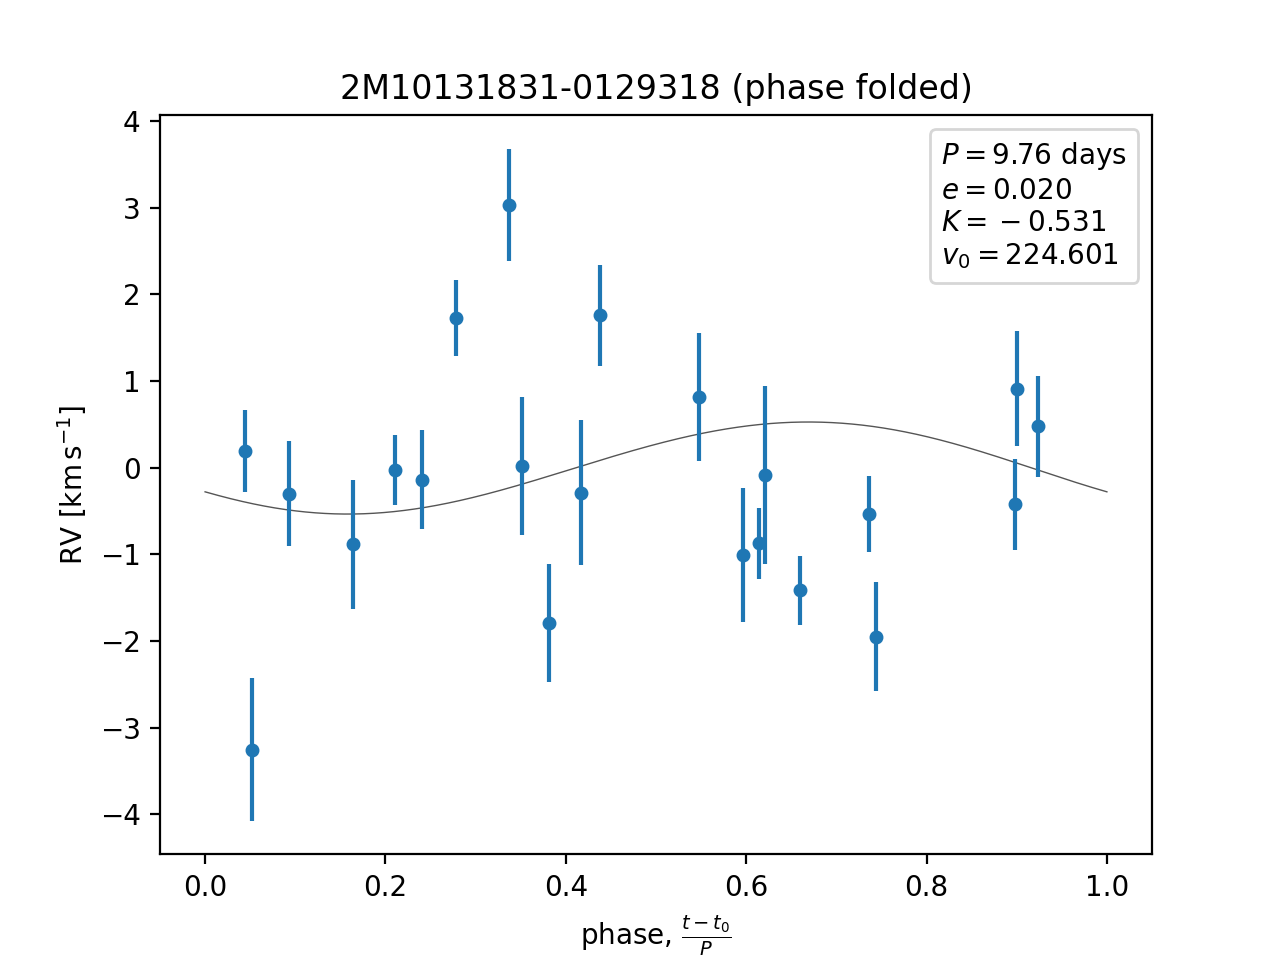 2M10131831-0129318 (phase folded)
P = 9.76 days
e = 0.020
K = −0.531
v₀ = 224.601
4
3
2
1
0
−1
−2
−3
−4
RV [km s⁻¹]
0.0 0.2 0.4 0.6 0.8 1.0
phase, (t − t₀)/P